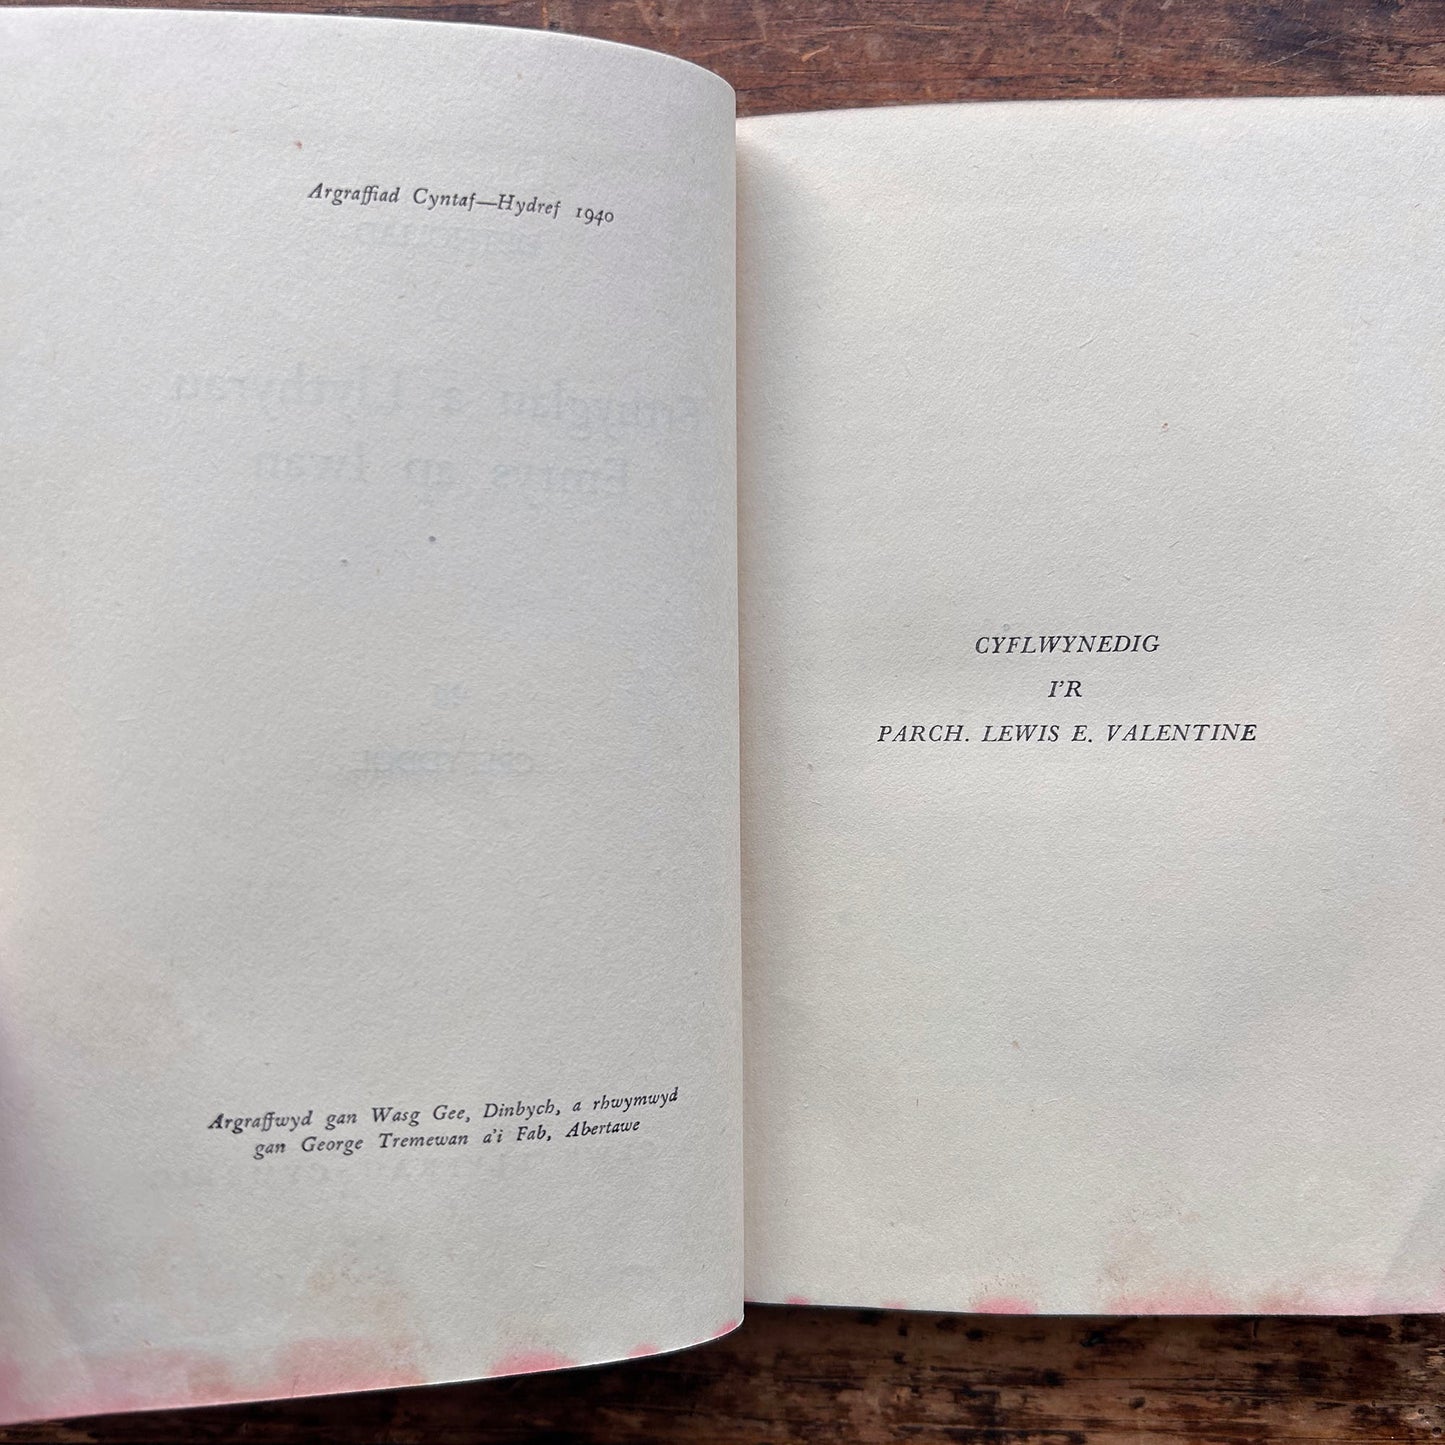 Argraffiad Cyntaf—Hydref 1940
Argraffwyd gan Wasg Gee, Dinbych, a rhwymwyd
gan George Tremewan a'i Fab, Abertawe
CYFLWYNEDIG
I'R
PARCH. LEWIS E. VALENTINE